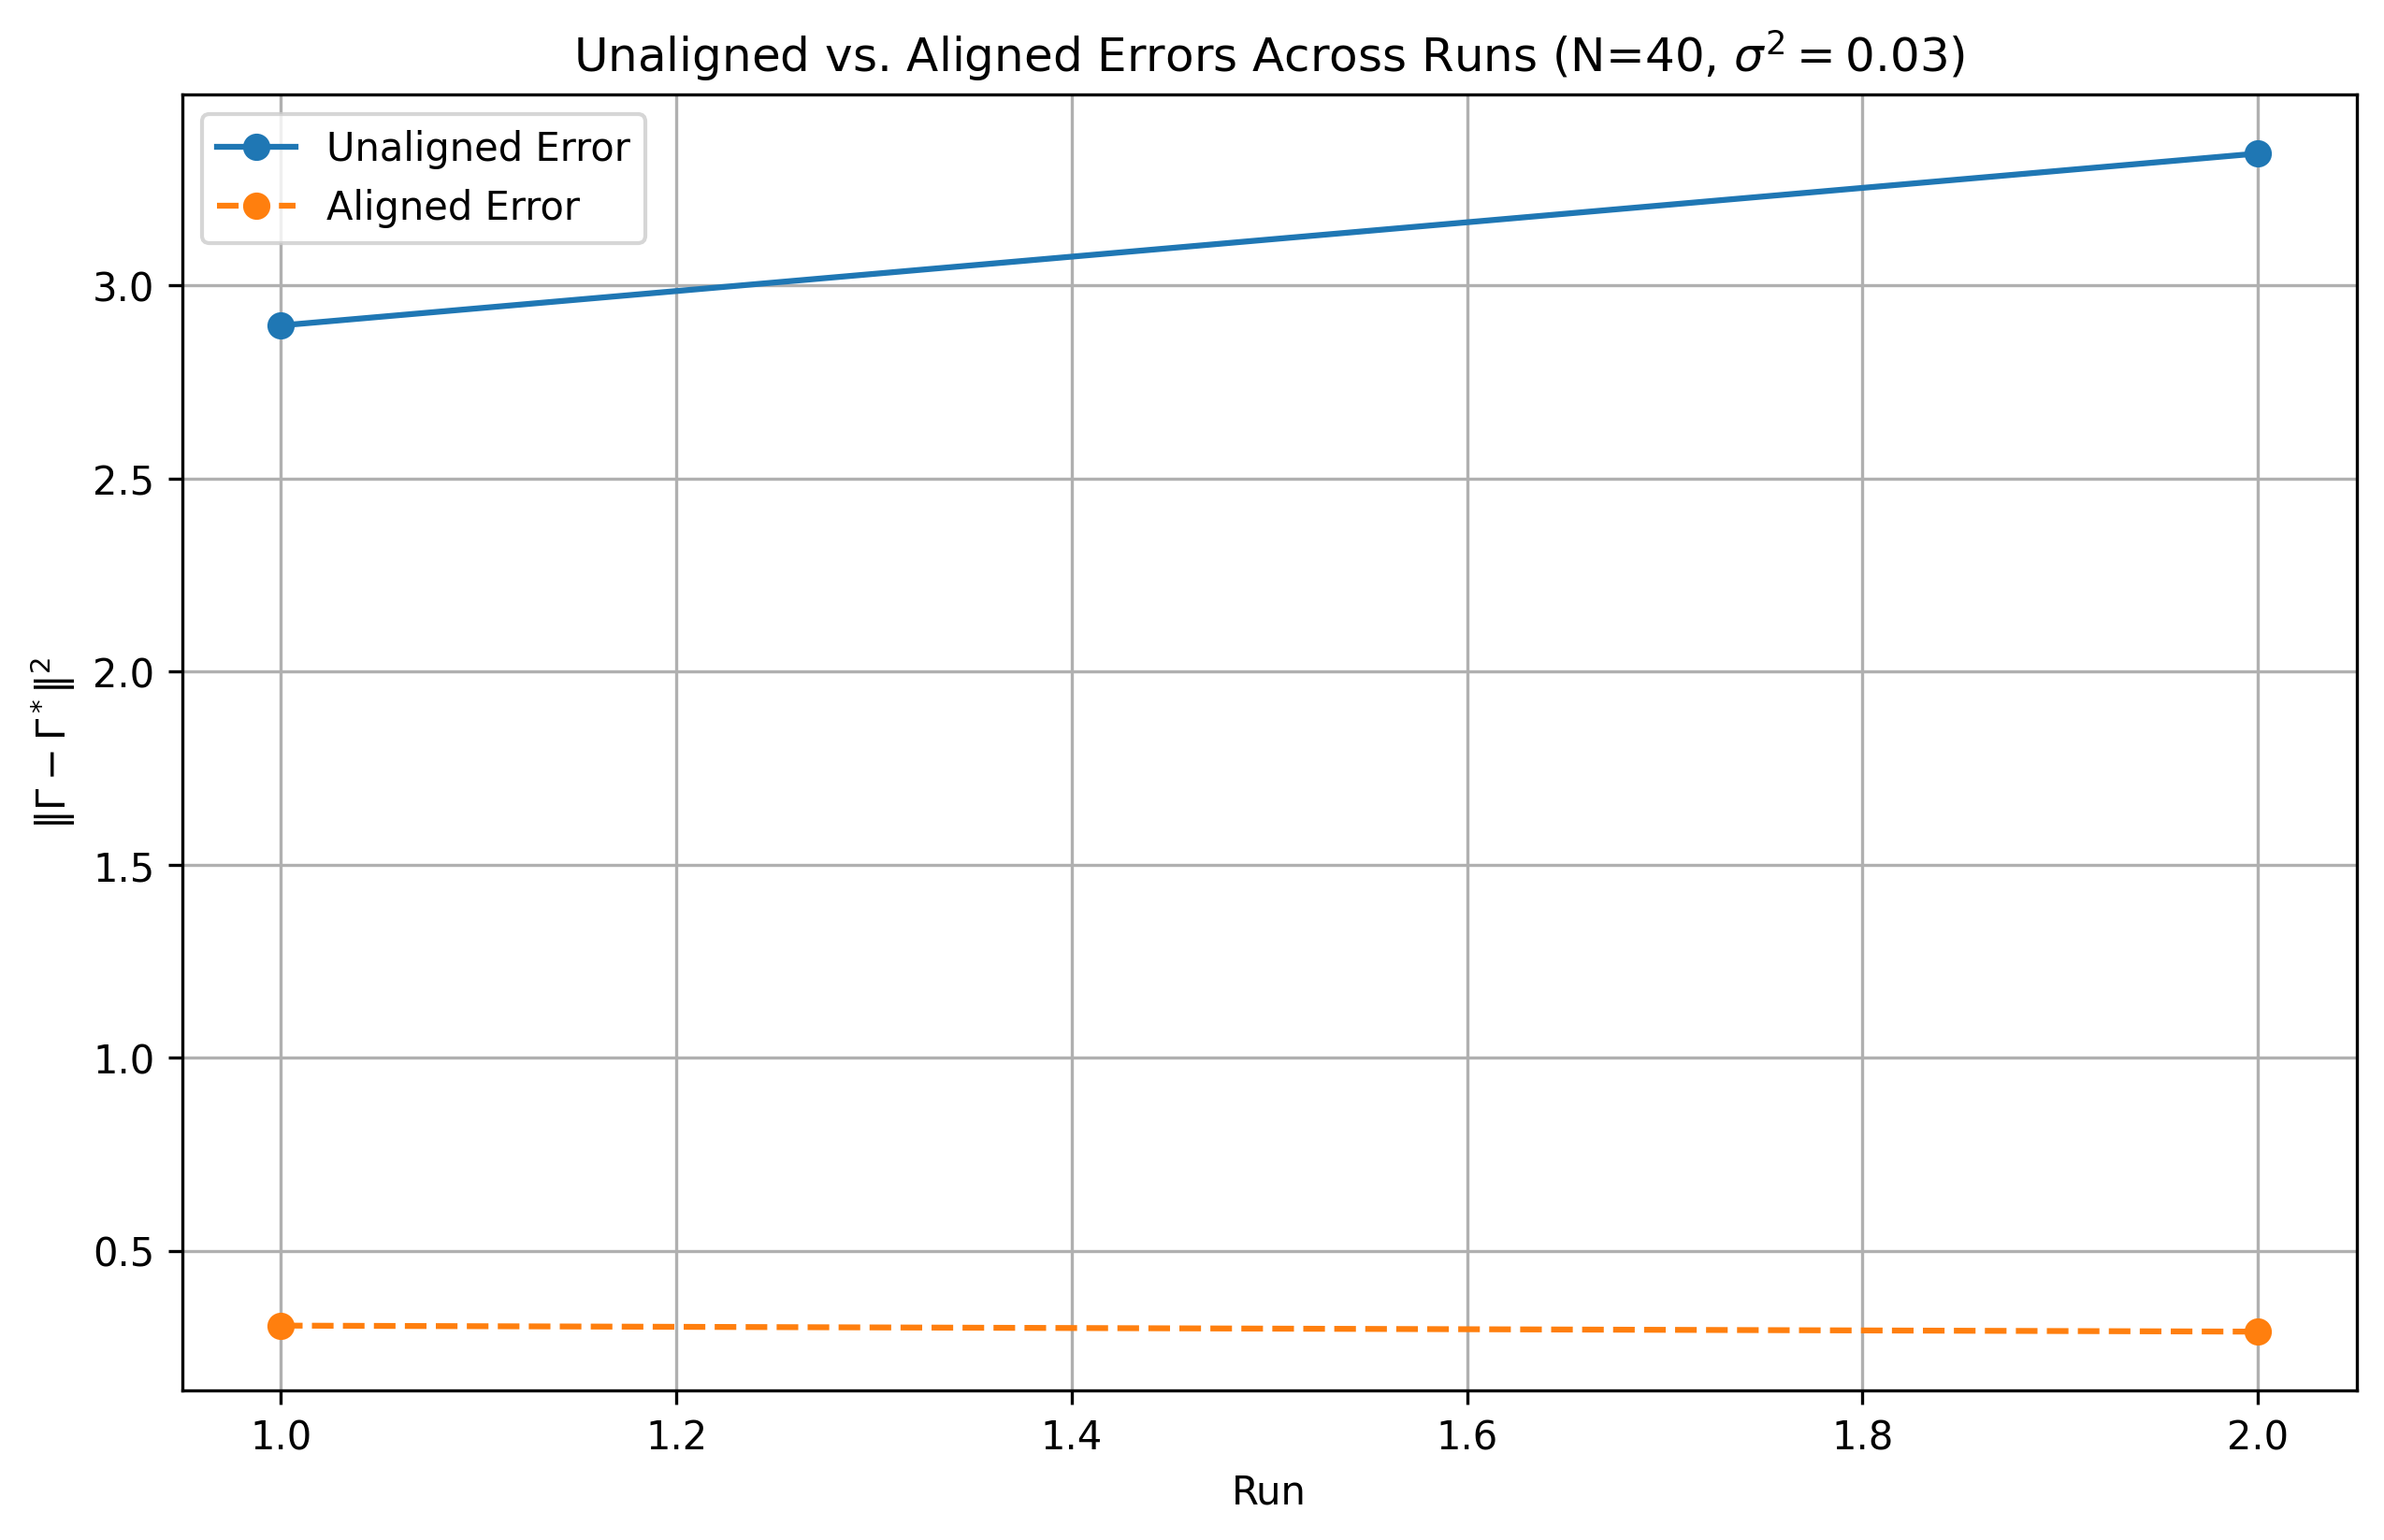 Unaligned vs. Aligned Errors Across Runs (N=40, σ² = 0.03)
Unaligned Error
Aligned Error
3.0
2.5
2.0
1.5
1.0
0.5
‖Γ − Γ*‖²
1.0 1.2 1.4 1.6 1.8 2.0
Run